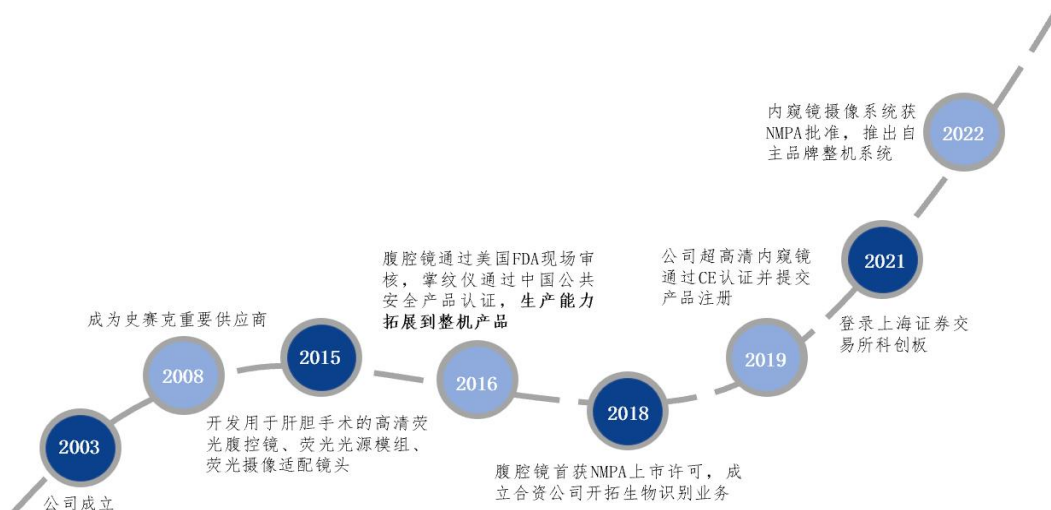 2003
公司成立
2008
成为史赛克重要供应商
2015
开发用于肝胆手术的高清荧
光腹控镜、荧光光源模组、
荧光摄像适配镜头
2016
腹腔镜通过美国FDA现场审
核，掌纹仪通过中国公共
安全产品认证，生产能力
拓展到整机产品
2018
腹腔镜首获NMPA上市许可，成
立合资公司开拓生物识别业务
2019
公司超高清内窥镜
通过CE认证并提交
产品注册
2021
登录上海证券交
易所科创板
2022
内窥镜摄像系统获
NMPA批准，推出自
主品牌整机系统